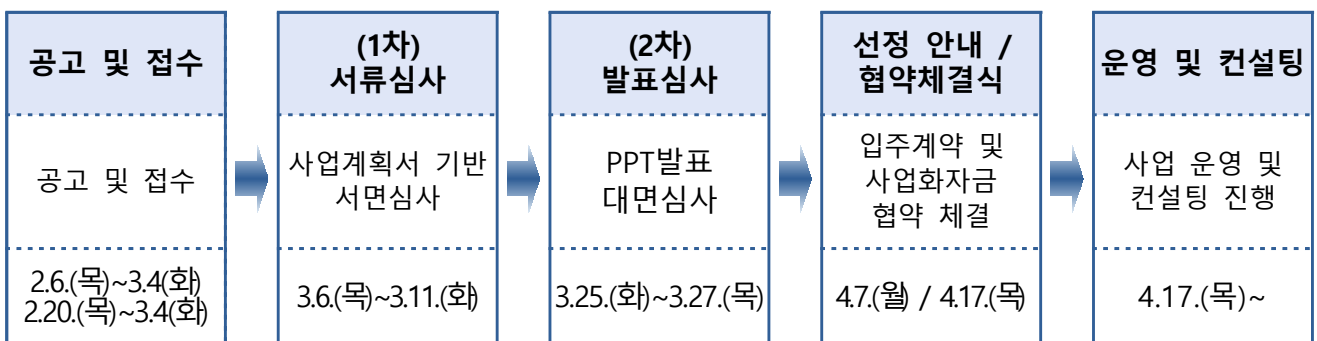 공고 및 접수
공고 및 접수
2.6.(목)~3.4(화)
2.20.(목)~3.4(화)
(1차)
서류심사
사업계획서 기반
서면심사
3.6.(목)~3.11.(화)
(2차)
발표심사
PPT발표
대면심사
3.25.(화)~3.27.(목)
선정 안내 /
협약체결식
입주계약 및
사업화자금
협약 체결
4.7.(월) / 4.17.(목)
운영 및 컨설팅
사업 운영 및
컨설팅 진행
4.17.(목)~